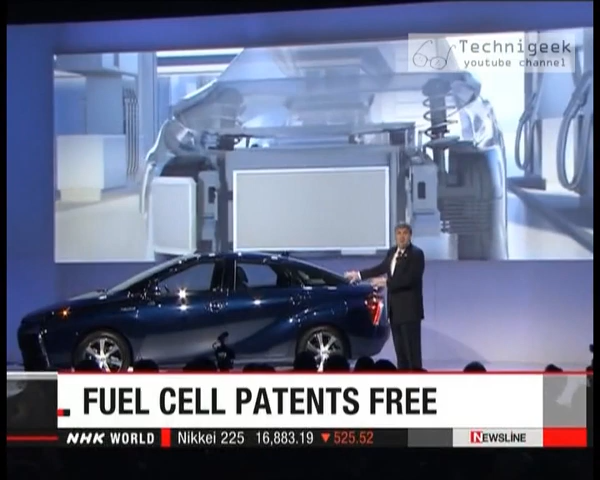 Technigeek
youtube channel
FUEL CELL PATENTS FREE
NHK WORLD Nikkei 225 16,883.19 ▼525.52 NEWSLINE